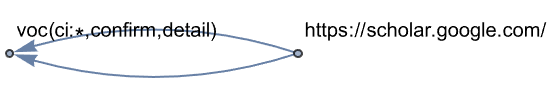 voc(ci:*,confirm,detail)
https://scholar.google.com/